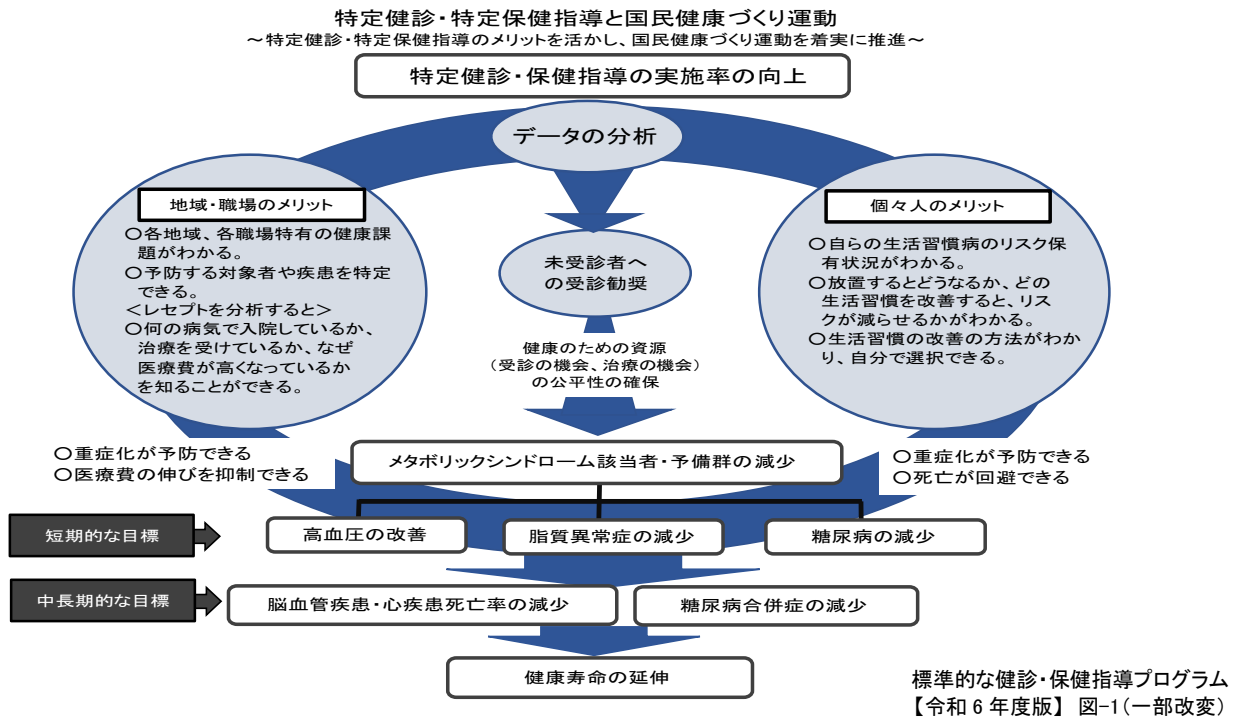 特定健診・特定保健指導と国民健康づくり運動
～特定健診・特定保健指導のメリットを活かし、国民健康づくり運動を着実に推進～
特定健診・保健指導の実施率の向上
データの分析
地域・職場のメリット
○各地域、各職場特有の健康課
題がわかる。
○予防する対象者や疾患を特定
できる。
＜レセプトを分析すると＞
○何の病気で入院しているか、
治療を受けているか、なぜ
医療費が高くなっているか
を知ることができる。
未受診者へ
の受診勧奨
健康のための資源
（受診の機会、治療の機会）
の公平性の確保
個々人のメリット
○自らの生活習慣病のリスク保
有状況がわかる。
○放置するとどうなるか、どの
生活習慣を改善すると、リス
クが減らせるかがわかる。
○生活習慣の改善の方法がわか
り、自分で選択できる。
○重症化が予防できる
○医療費の伸びを抑制できる
メタボリックシンドローム該当者・予備群の減少
○重症化が予防できる
○死亡が回避できる
短期的な目標
高血圧の改善
脂質異常症の減少
糖尿病の減少
中長期的な目標
脳血管疾患・心疾患死亡率の減少
糖尿病合併症の減少
健康寿命の延伸
標準的な健診・保健指導プログラム
【令和6年度版】 図-1（一部改変）